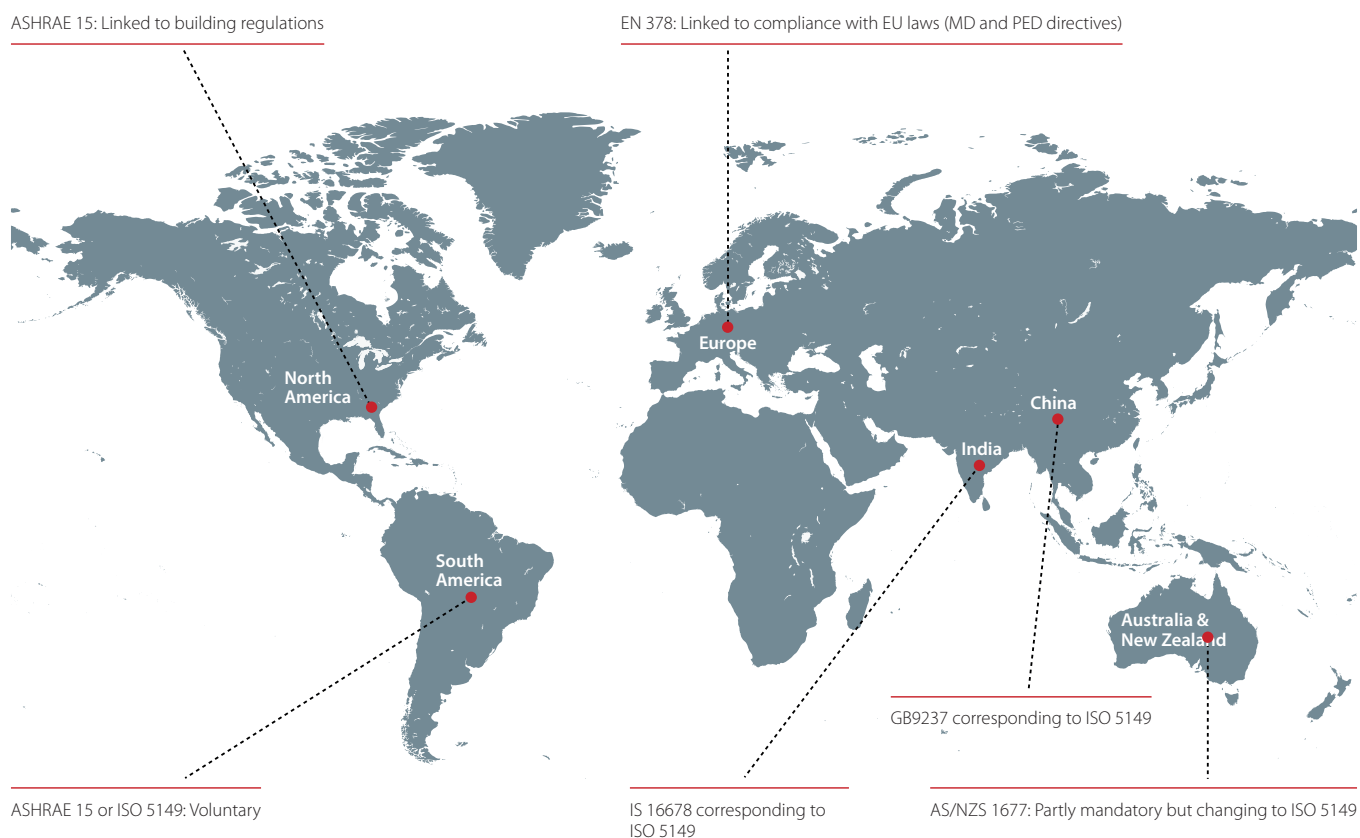 ASHRAE 15: Linked to building regulations
EN 378: Linked to compliance with EU laws (MD and PED directives)
Europe
North
America
China
India
South
America
Australia &
New Zealand
GB9237 corresponding to ISO 5149
ASHRAE 15 or ISO 5149: Voluntary
IS 16678 corresponding to
ISO 5149
AS/NZS 1677: Partly mandatory but changing to ISO 5149